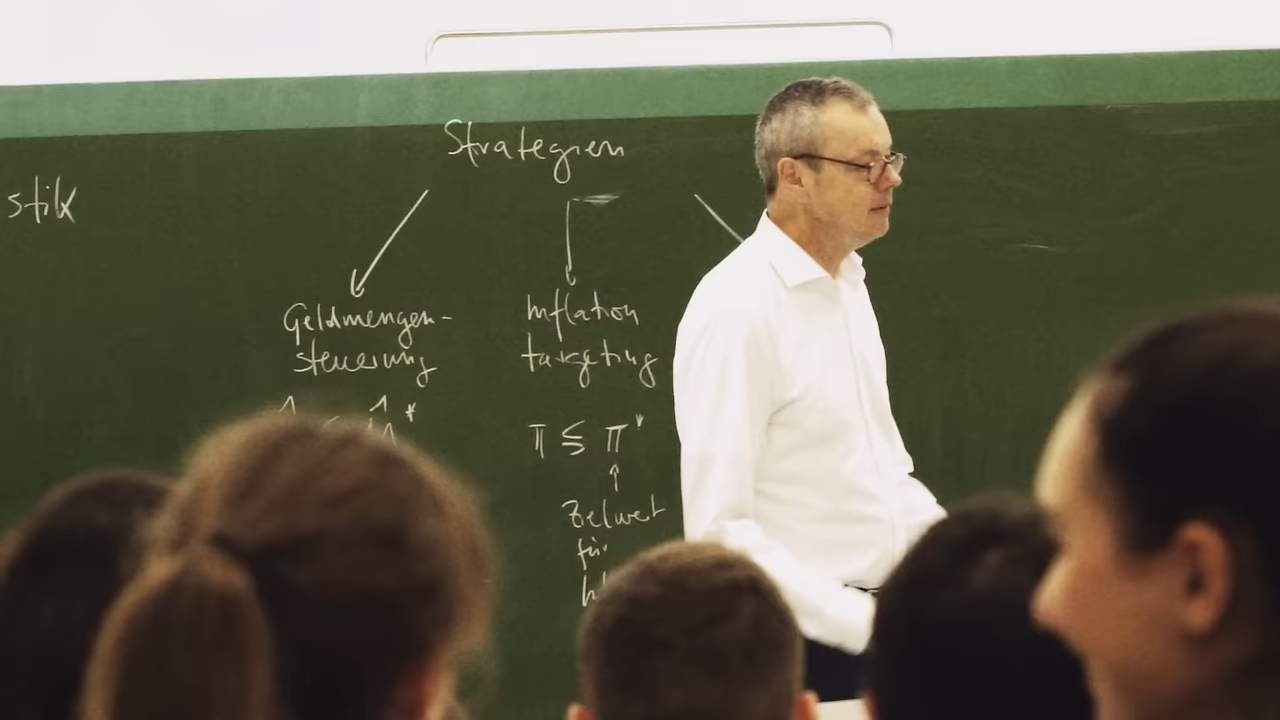 Strategien
stik
Geldmengen-
steuerung
Inflation
targeting
π ≤ π*
Zielwert
für